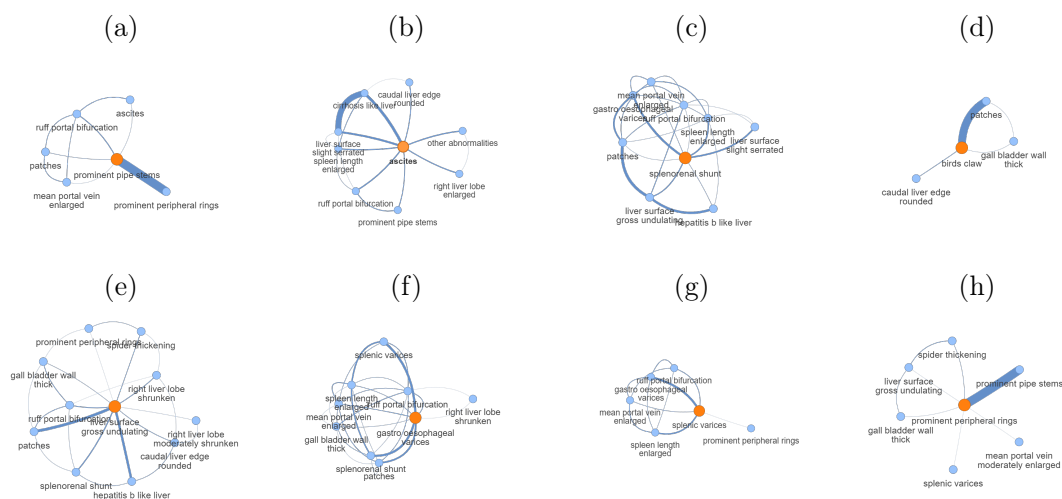 (a)
ascites
ruff portal bifurcation
patches
prominent pipe stems
mean portal vein
enlarged
prominent peripheral rings
(b)
caudal liver edge
rounded
cirrhosis like liver
other abnormalities
liver surface
slight serrated
spleen length
enlarged
ascites
right liver lobe
enlarged
ruff portal bifurcation
prominent pipe stems
(c)
mean portal vein
enlarged
gastro oesophageal
varices
ruff portal bifurcation
spleen length
enlarged
liver surface
slight serrated
patches
splenorenal shunt
liver surface
gross undulating
hepatitis b like liver
(d)
patches
gall bladder wall
thick
birds claw
caudal liver edge
rounded
(e)
prominent peripheral rings
spider thickening
gall bladder wall
thick
right liver lobe
shrunken
ruff portal bifurcation
liver surface
gross undulating
patches
right liver lobe
moderately shrunken
caudal liver edge
rounded
splenorenal shunt
hepatitis b like liver
(f)
splenic varices
spleen length
enlarged
ruff portal bifurcation
right liver lobe
shrunken
mean portal vein
enlarged
gastro oesophageal
varices
gall bladder wall
thick
splenorenal shunt
patches
(g)
ruff portal bifurcation
gastro oesophageal
varices
mean portal vein
enlarged
splenic varices
spleen length
enlarged
prominent peripheral rings
(h)
spider thickening
liver surface
gross undulating
prominent pipe stems
prominent peripheral rings
gall bladder wall
thick
mean portal vein
moderately enlarged
splenic varices